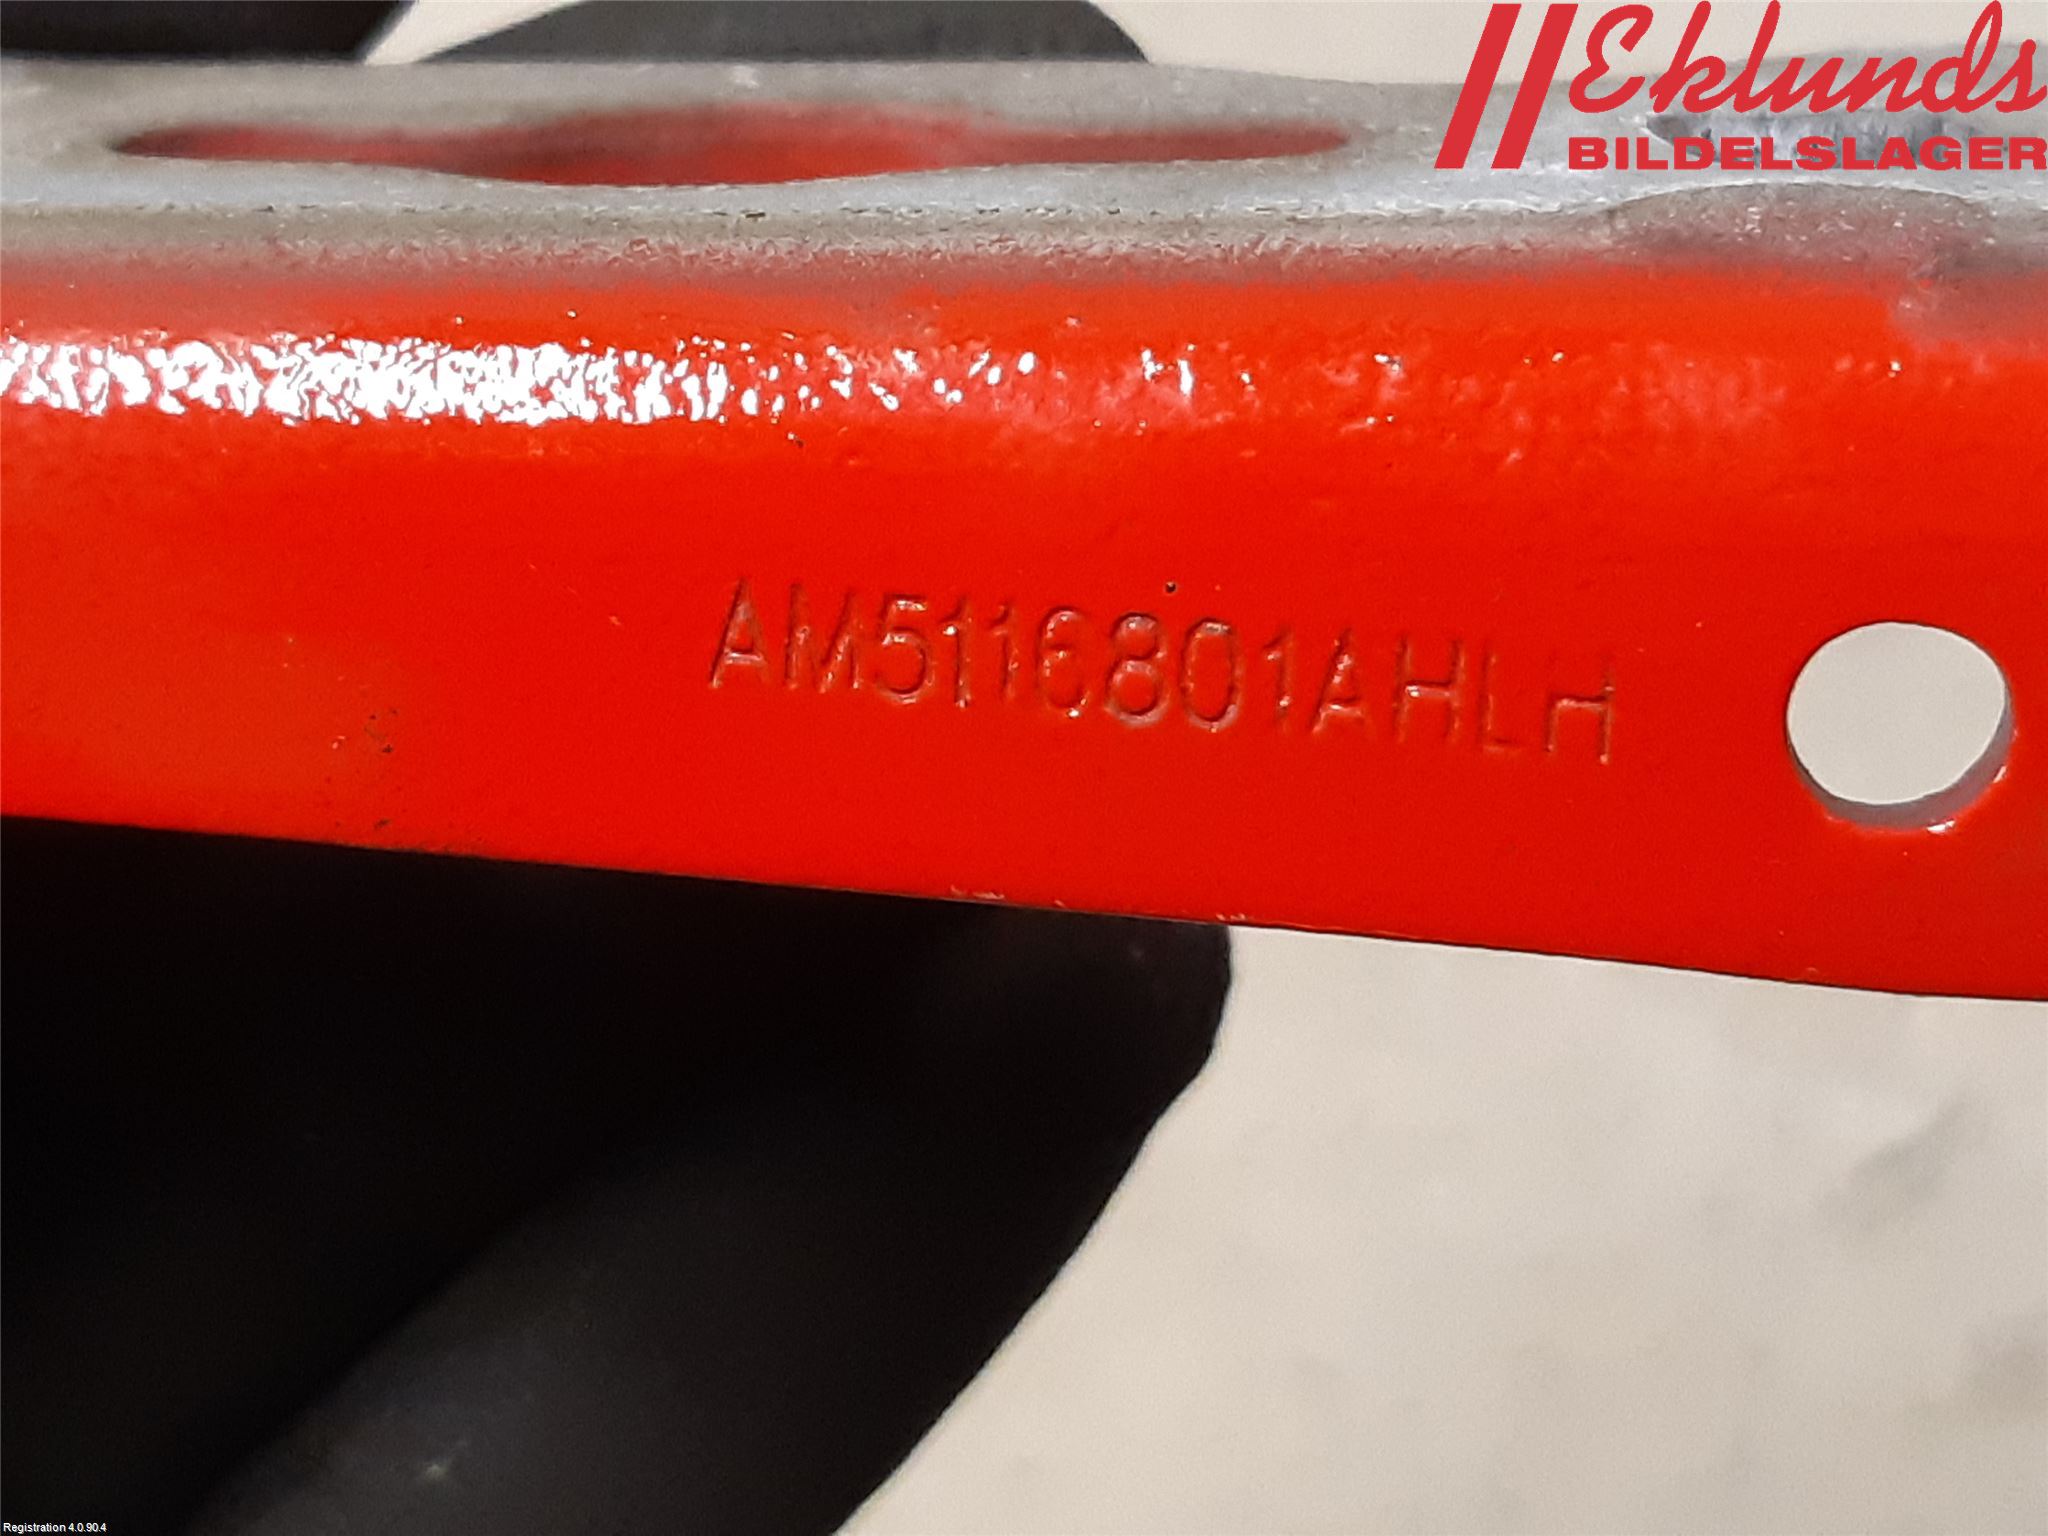 Eklunds
BILDELSLAGER
AM5116801AHLH
Registration 4.0.90.4